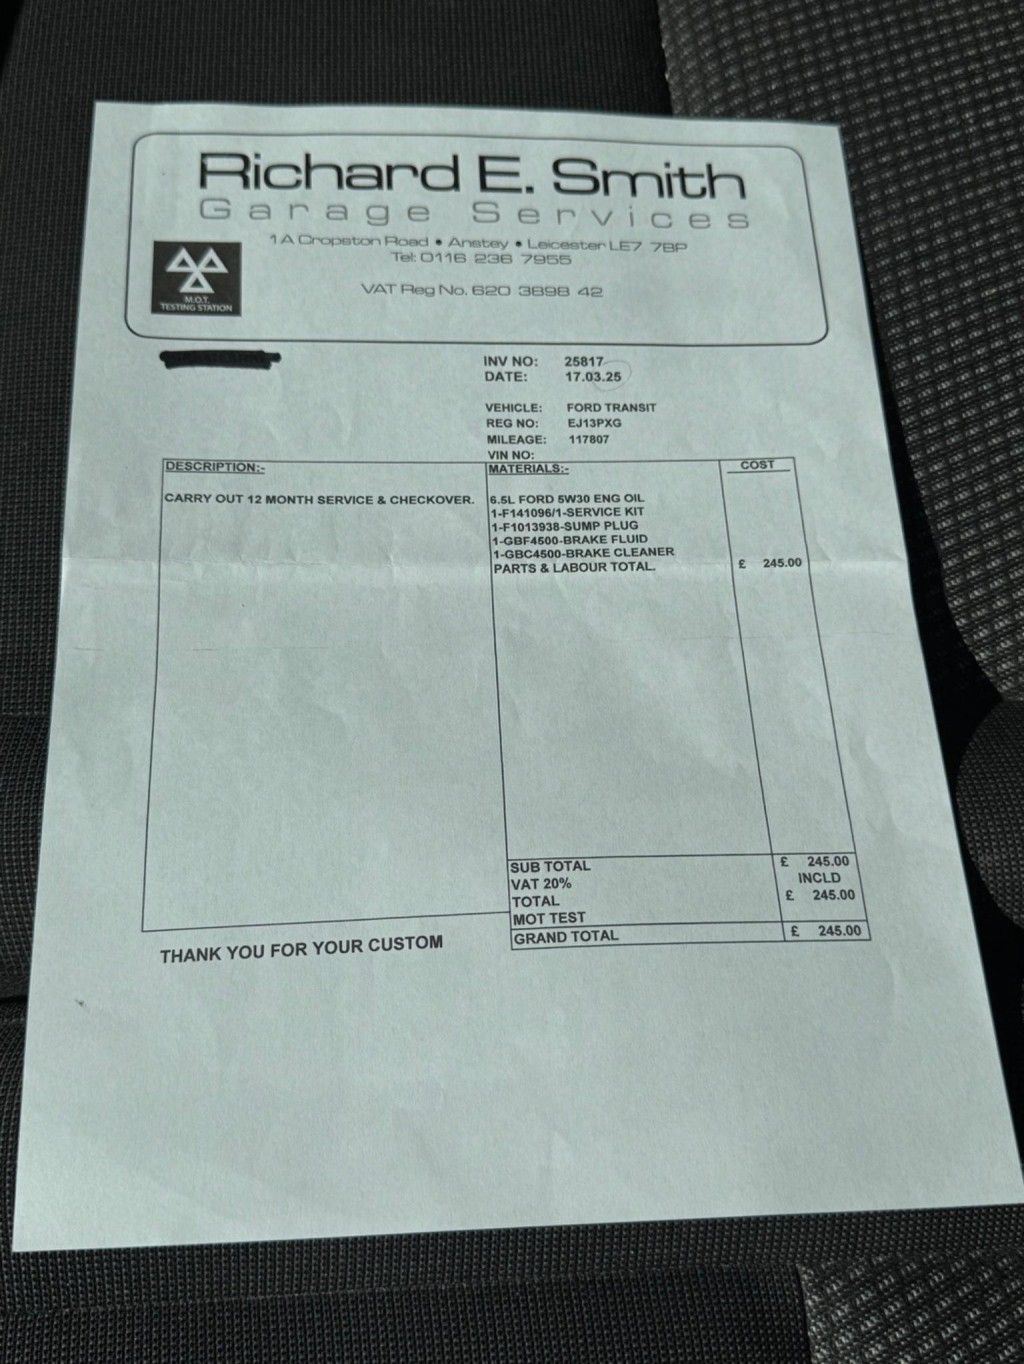 Richard E. Smith
Garage Services
1A Cropston Road • Anstey • Leicester LE7 7BP
Tel: 0116 236 7955
VAT Reg No. 620 3898 42
M.O.T.
TESTING STATION
INV NO: 25817
DATE: 17.03.25
VEHICLE: FORD TRANSIT
REG NO: EJ13PXG
MILEAGE: 117807
VIN NO:
DESCRIPTION:- MATERIALS:- COST
CARRY OUT 12 MONTH SERVICE & CHECKOVER. 6.5L FORD 5W30 ENG OIL
1-F141096/1-SERVICE KIT
1-F1013938-SUMP PLUG
1-GBF4500-BRAKE FLUID
1-GBC4500-BRAKE CLEANER
PARTS & LABOUR TOTAL. £ 245.00
SUB TOTAL £ 245.00
VAT 20% INCLD
TOTAL £ 245.00
MOT TEST
GRAND TOTAL £ 245.00
THANK YOU FOR YOUR CUSTOM